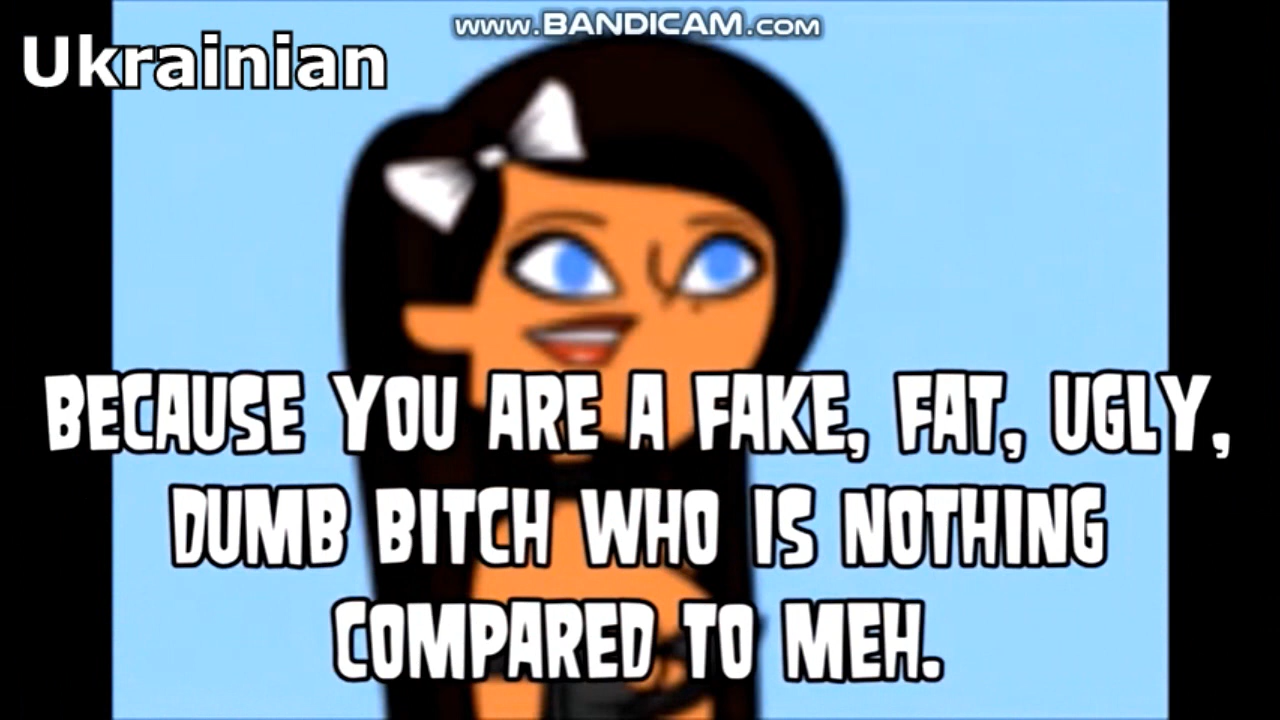 www.BANDICAM.com
Ukrainian
BECAUSE YOU ARE A FAKE, FAT, UGLY,
DUMB BITCH WHO IS NOTHING
COMPARED TO MEH.